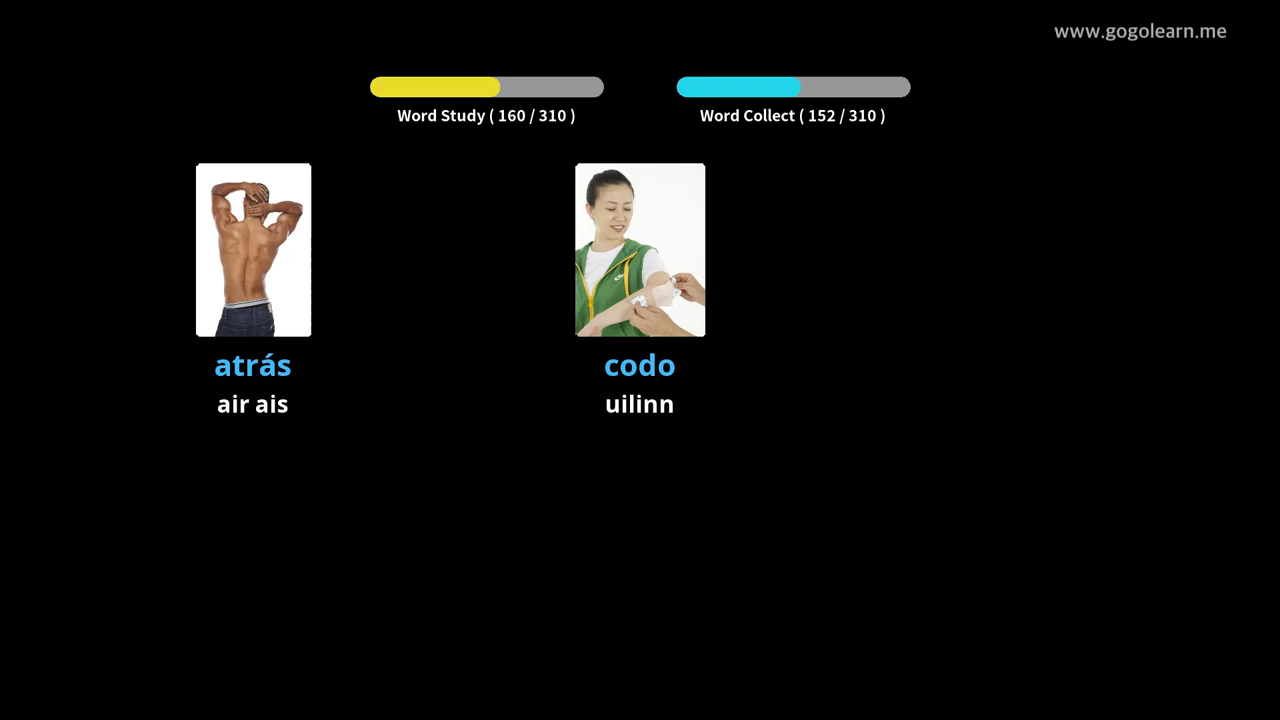 www.gogolearn.me
Word Study ( 160 / 310 )
Word Collect ( 152 / 310 )
atrás
codo
air ais
uilinn